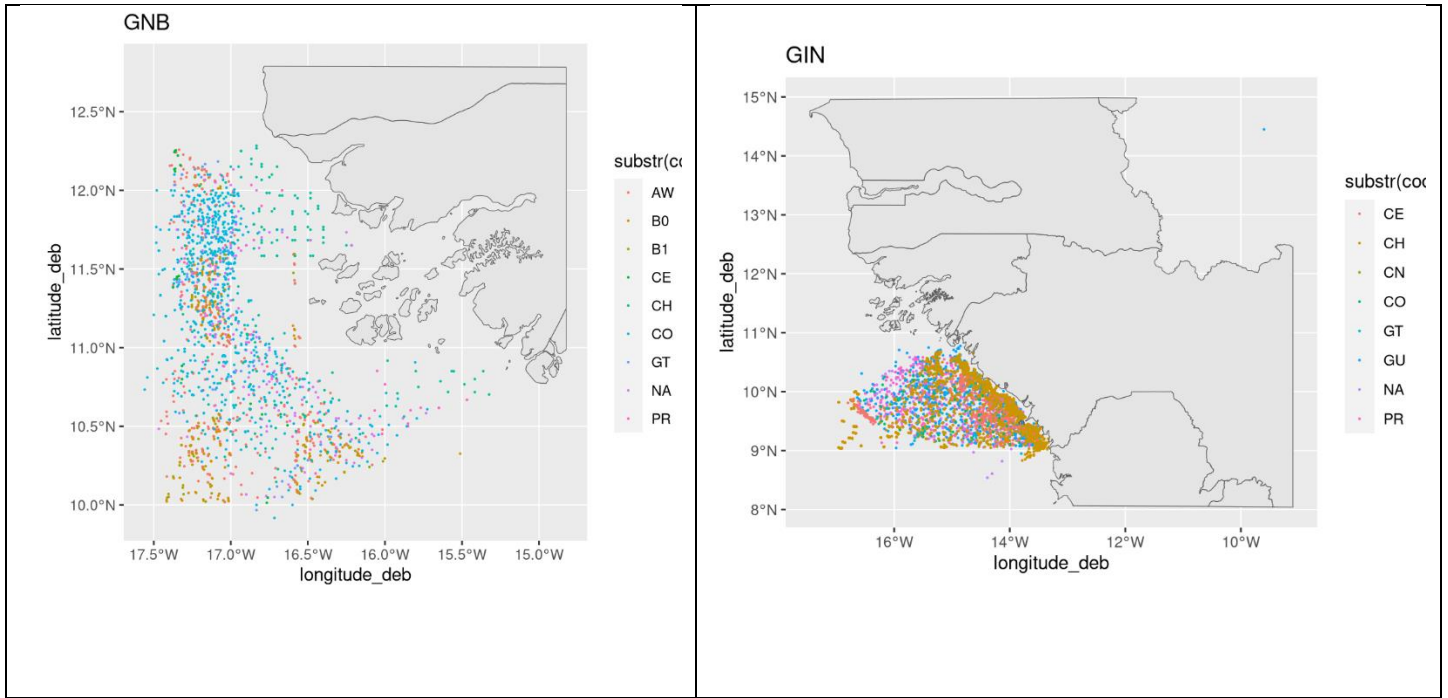 GNB
12.5°N
12.0°N
11.5°N
11.0°N
10.5°N
10.0°N
latitude_deb
17.5°W 17.0°W 16.5°W 16.0°W 15.5°W 15.0°W
longitude_deb
substr(co
AW
B0
B1
CE
CH
CO
GT
NA
PR
GIN
15°N
14°N
13°N
12°N
11°N
10°N
9°N
8°N
latitude_deb
16°W 14°W 12°W 10°W
longitude_deb
substr(coc
CE
CH
CN
CO
GT
GU
NA
PR